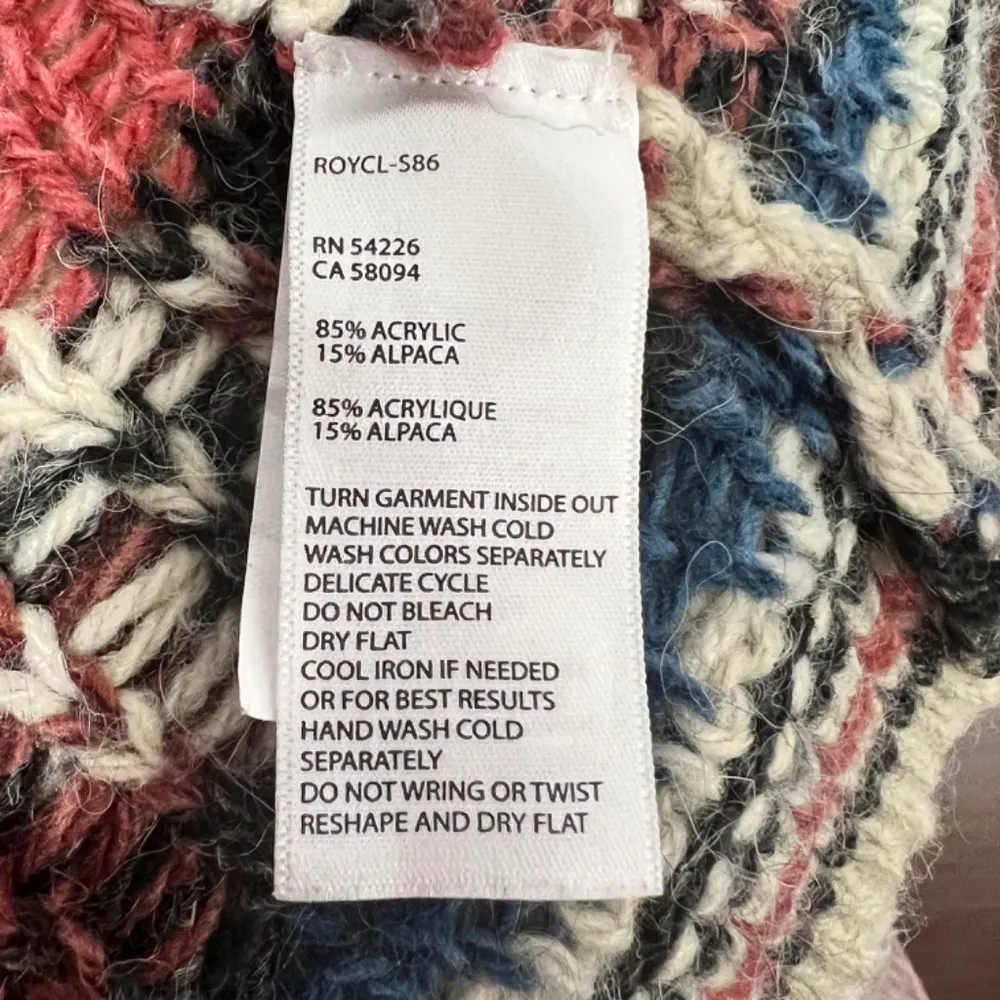 ROYCL-S86
RN 54226
CA 58094
85% ACRYLIC
15% ALPACA
85% ACRYLIQUE
15% ALPACA
TURN GARMENT INSIDE OUT
MACHINE WASH COLD
WASH COLORS SEPARATELY
DELICATE CYCLE
DO NOT BLEACH
DRY FLAT
COOL IRON IF NEEDED
OR FOR BEST RESULTS
HAND WASH COLD
SEPARATELY
DO NOT WRING OR TWIST
RESHAPE AND DRY FLAT